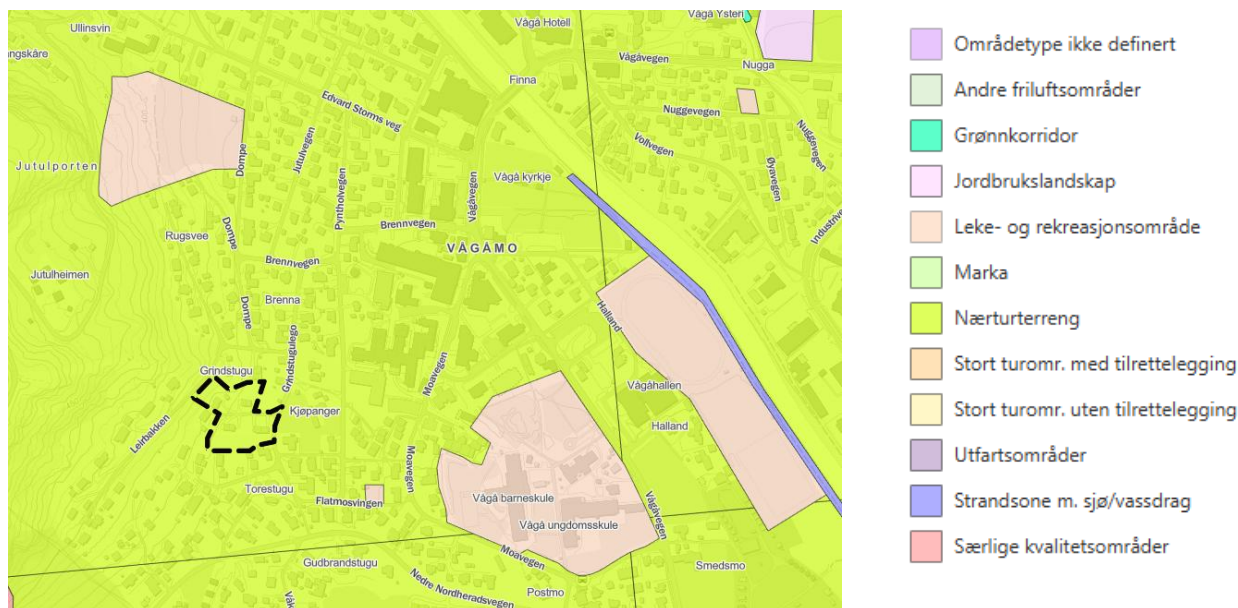 Ullinsvin
Vågå Hotell
Vågå Ysteri
angskåre
Vågåvegen
Nugga
Finna
Edvard Storms veg
Nuggevegen
Nuggevegen
Jutulvegen
Vollvegen
Jutulporten
Dompe
Pyntholvegen
Vågåvegen
Vågå kyrkje
Øyavegen
Dompe
Brennvegen
Industrive
Rugsvee
VÅGÅMO
Brennvegen
Jutulheimen
Brenna
Dompe
Halland
Grindstugulego
Moavegen
Grindstugu
Vågåhallen
Kjøpanger
Leirbakken
Halland
Moavegen
Torestugu
Flatmosvingen
Vågå barneskule
Vågåvegen
Vågå ungdomsskule
Moavegen
Gudbrandstugu
Smedsmo
Nedre Nordheradsvegen
Postmo
Områdetype ikke definert
Andre friluftsområder
Grønnkorridor
Jordbrukslandskap
Leke- og rekreasjonsområde
Marka
Nærturterreng
Stort turomr. med tilrettelegging
Stort turomr. uten tilrettelegging
Utfartsområder
Strandsone m. sjø/vassdrag
Særlige kvalitetsområder